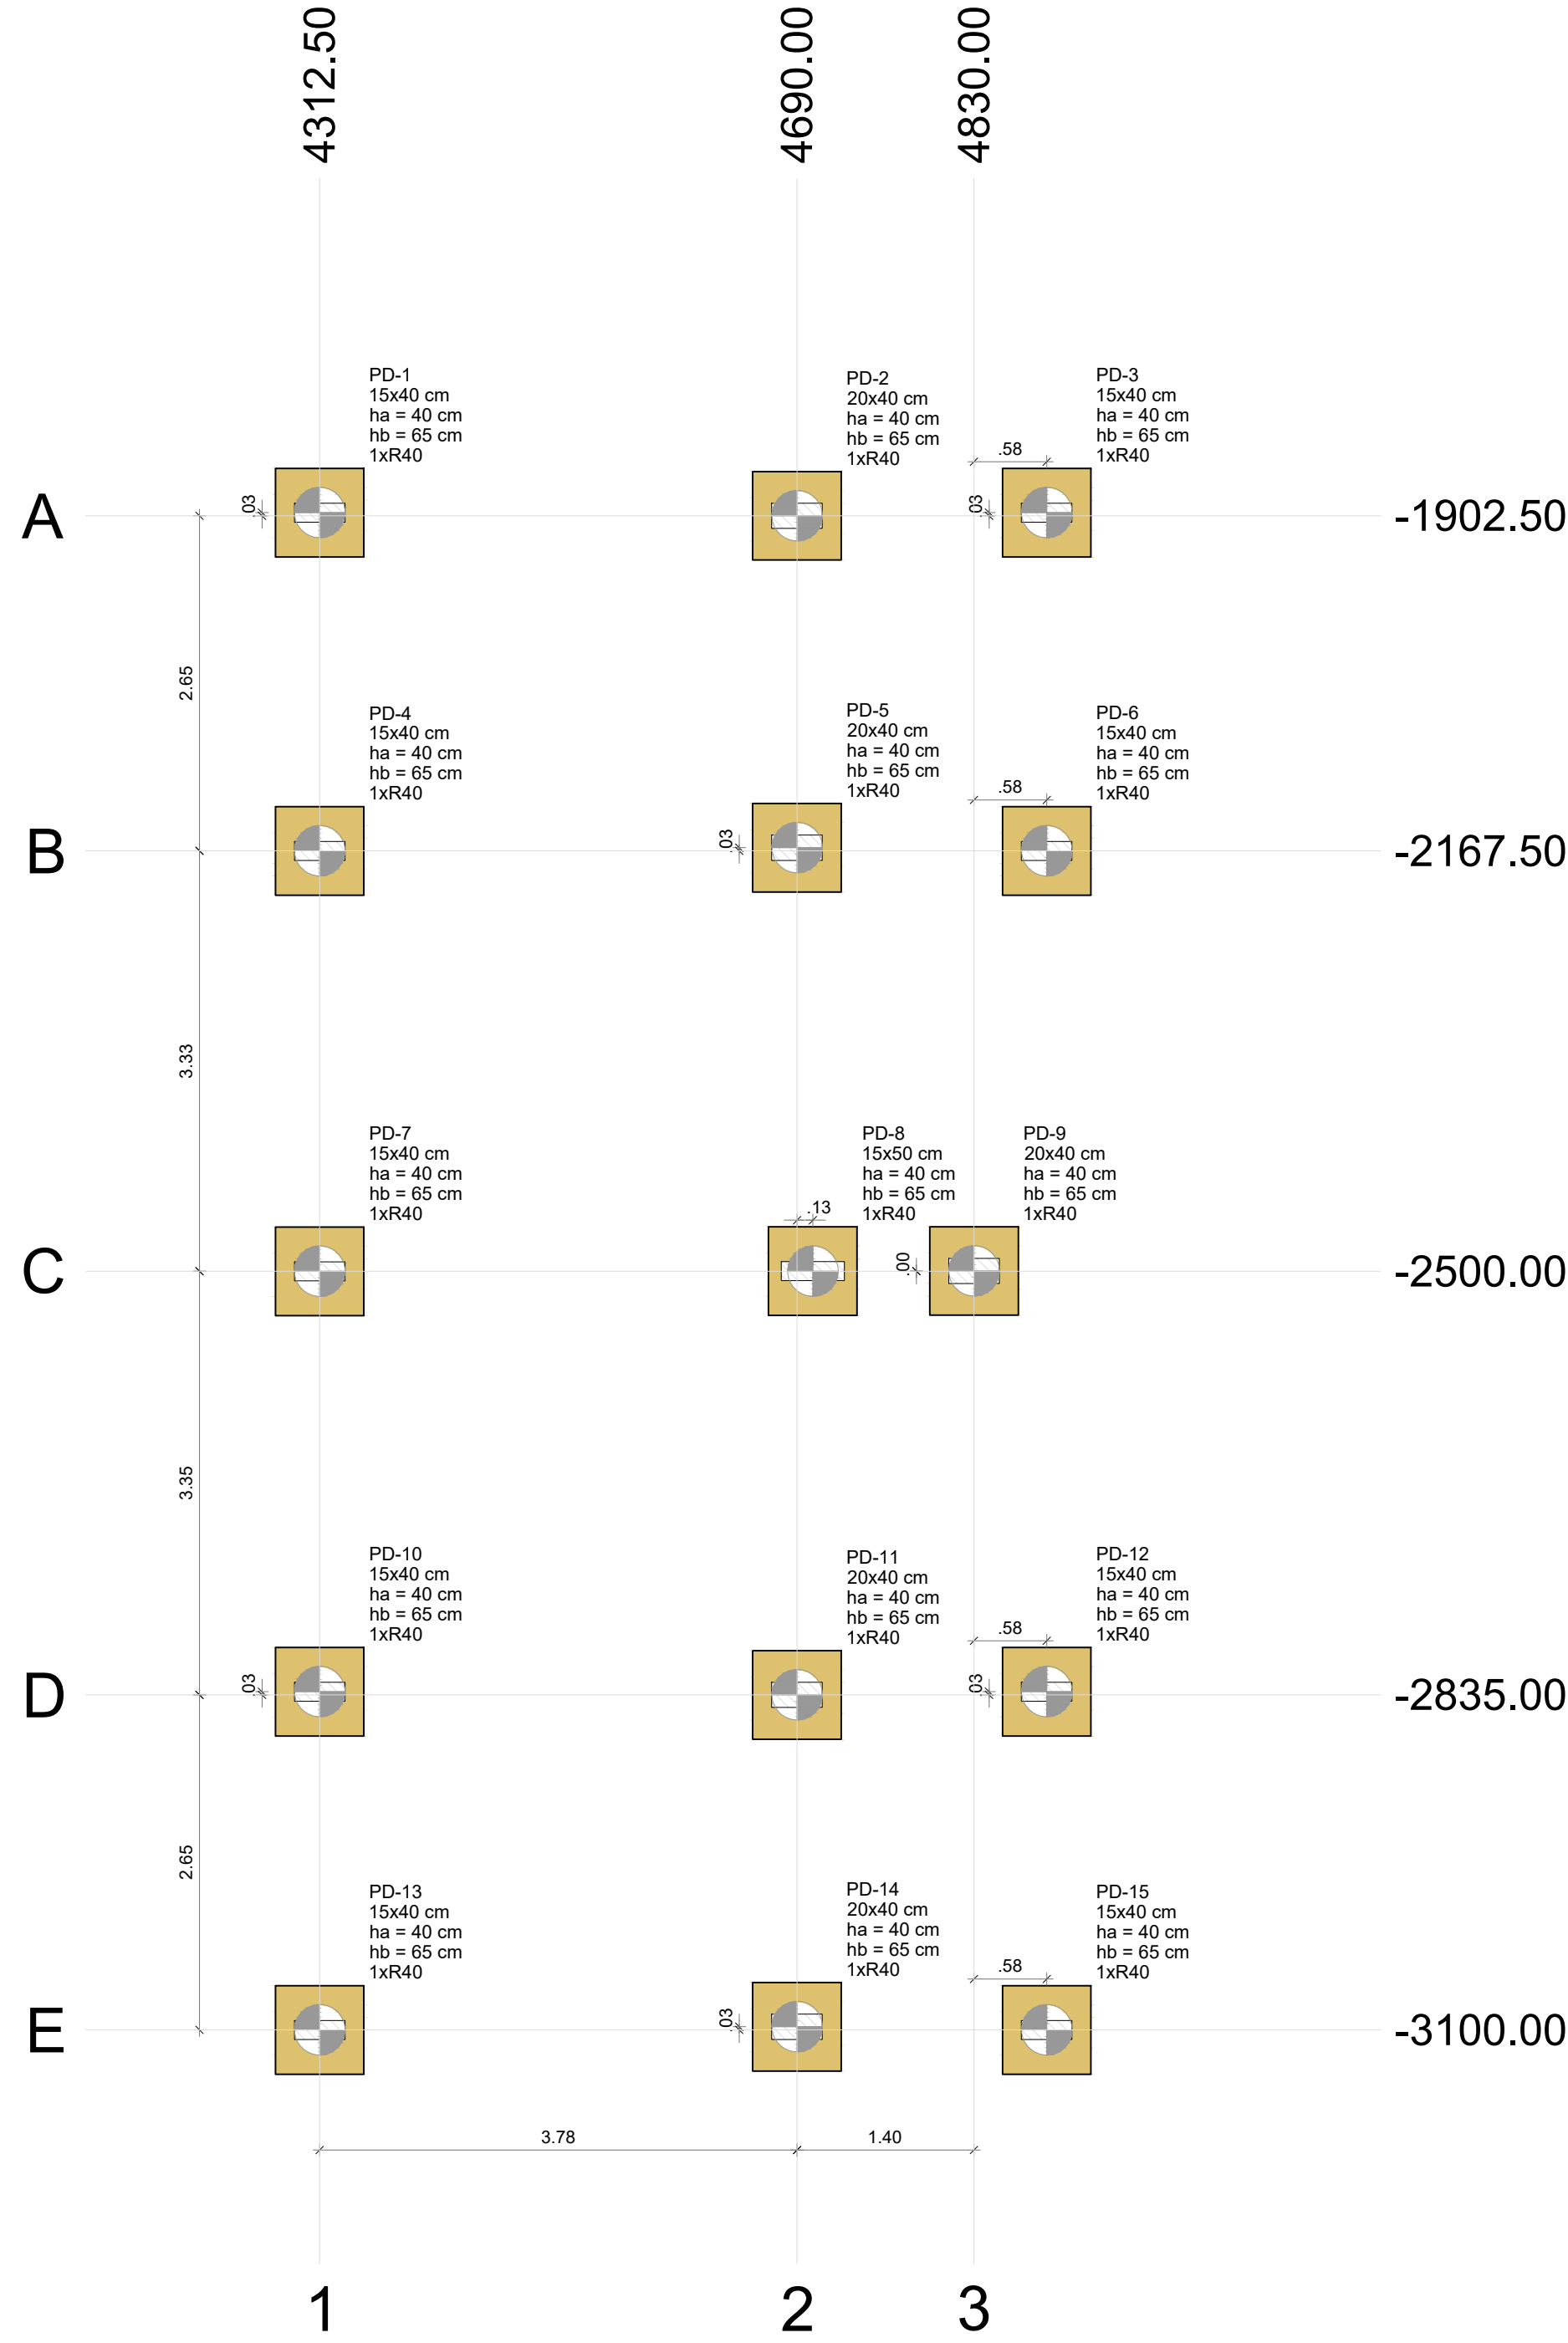 4312.50
4690.00
4830.00
PD-1
15x40 cm
ha = 40 cm
hb = 65 cm
1xR40
PD-2
20x40 cm
ha = 40 cm
hb = 65 cm
1xR40
PD-3
15x40 cm
ha = 40 cm
hb = 65 cm
1xR40
.58
A
.03
.03
-1902.50
2.65
PD-4
15x40 cm
ha = 40 cm
hb = 65 cm
1xR40
PD-5
20x40 cm
ha = 40 cm
hb = 65 cm
1xR40
PD-6
15x40 cm
ha = 40 cm
hb = 65 cm
1xR40
.58
B
.03
-2167.50
3.33
PD-7
15x40 cm
ha = 40 cm
hb = 65 cm
1xR40
PD-8
15x50 cm
ha = 40 cm
hb = 65 cm
1xR40
PD-9
20x40 cm
ha = 40 cm
hb = 65 cm
1xR40
.13
C
.00
-2500.00
3.35
PD-10
15x40 cm
ha = 40 cm
hb = 65 cm
1xR40
PD-11
20x40 cm
ha = 40 cm
hb = 65 cm
1xR40
PD-12
15x40 cm
ha = 40 cm
hb = 65 cm
1xR40
.58
D
.03
.03
-2835.00
2.65
PD-13
15x40 cm
ha = 40 cm
hb = 65 cm
1xR40
PD-14
20x40 cm
ha = 40 cm
hb = 65 cm
1xR40
PD-15
15x40 cm
ha = 40 cm
hb = 65 cm
1xR40
.58
E
.03
-3100.00
3.78
1.40
1
2
3